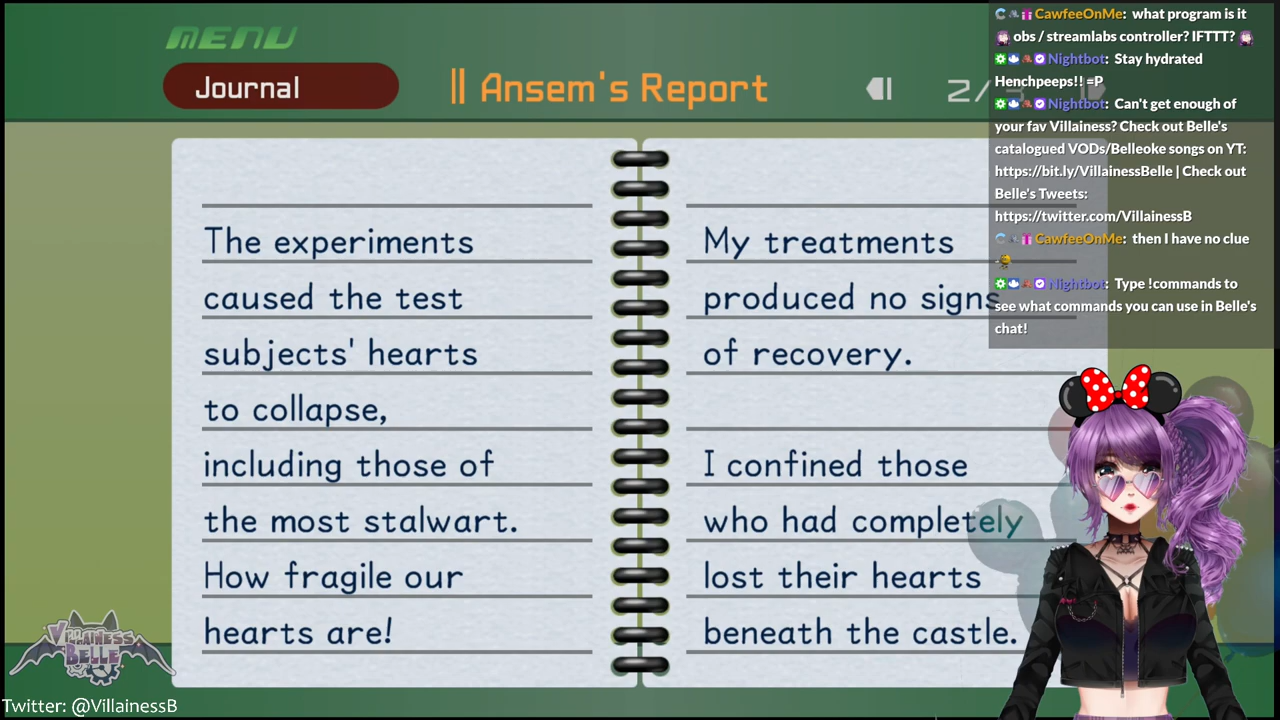 MENU
Journal
Ansem's Report
2/3
The experiments
caused the test
subjects' hearts
to collapse,
including those of
the most stalwart.
How fragile our
hearts are!
My treatments
produced no signs
of recovery.
I confined those
who had completely
lost their hearts
beneath the castle.
CawfeeOnMe: what program is it
obs / streamlabs controller? IFTTT?
Nightbot: Stay hydrated
Henchpeeps!! =P
Nightbot: Can't get enough of
your fav Villainess? Check out Belle's
catalogued VODs/Belleoke songs on YT:
https://bit.ly/VillainessBelle | Check out
Belle's Tweets:
https://twitter.com/VillainessB
CawfeeOnMe: then I have no clue
Nightbot: Type !commands to
see what commands you can use in Belle's
chat!
VILLAINESS
BELLE
Twitter: @VillainessB